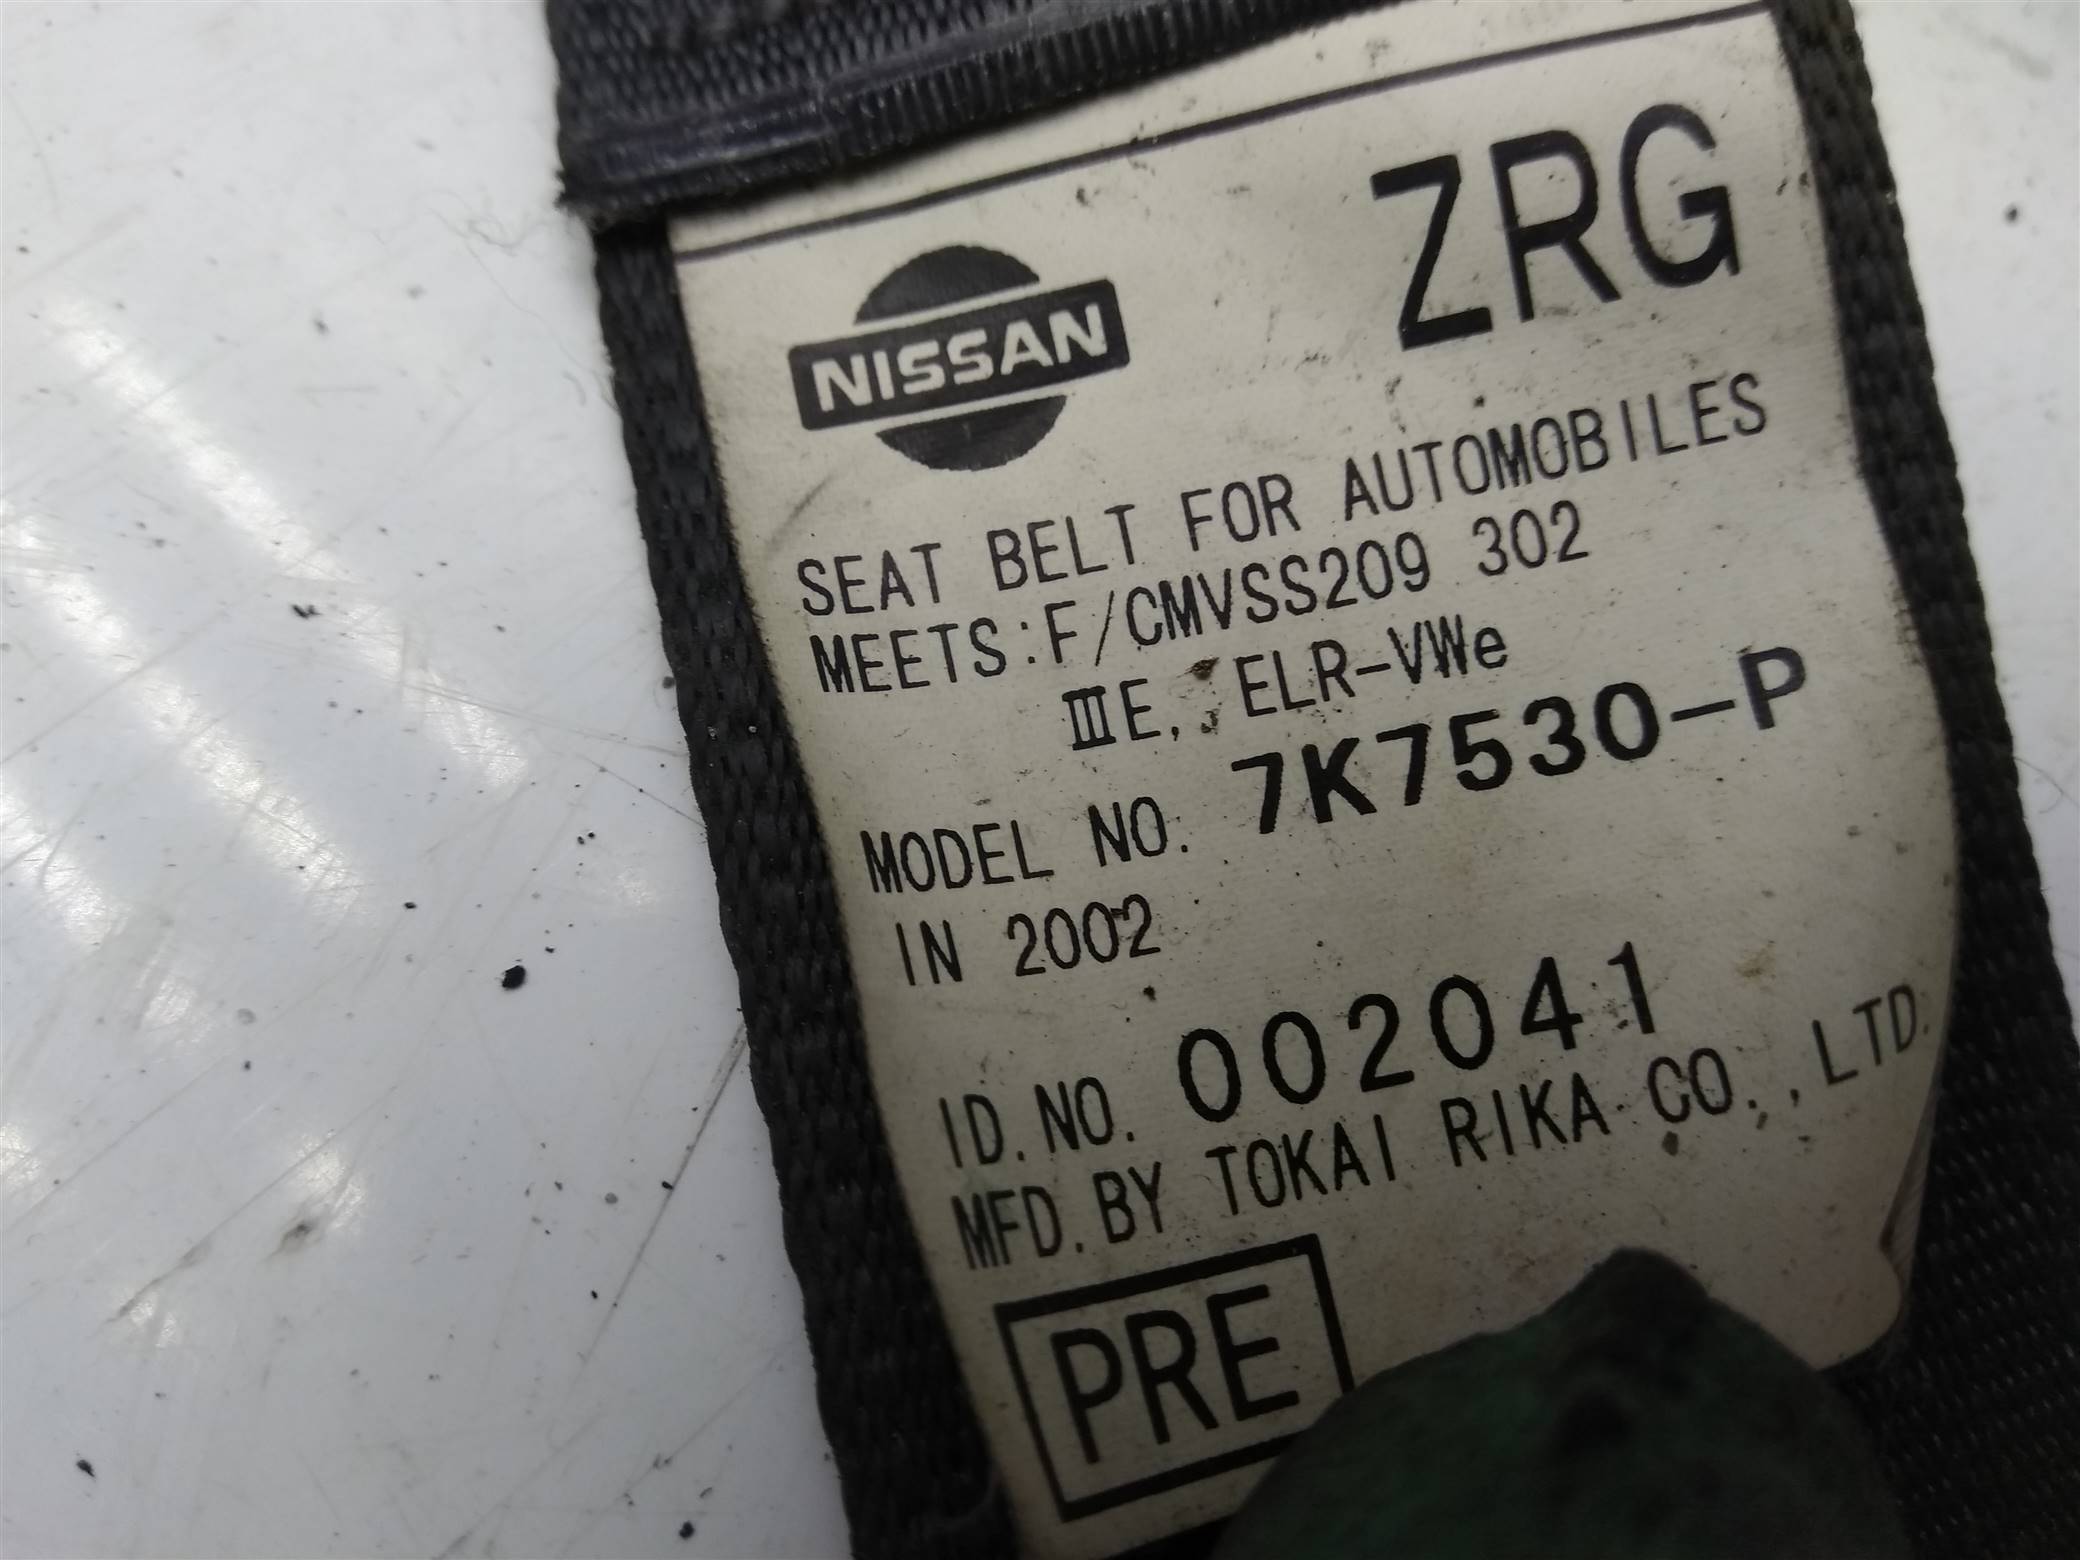 ZRG
NISSAN
SEAT BELT FOR AUTOMOBILES
MEETS:F/CMVSS209 302
ⅢE, ELR-VWe
MODEL NO. 7K7530-P
IN 2002
ID.NO. 002041
MFD.BY TOKAI RIKA CO.,LTD.
PRE